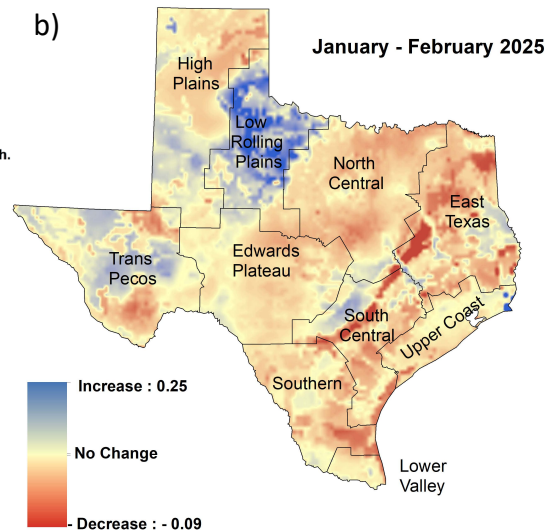 b)
January - February 2025
h.
High
Plains
Low
Rolling
Plains
North
Central
East
Texas
Trans
Pecos
Edwards
Plateau
South
Central
Upper Coast
Southern
Lower
Valley
Increase : 0.25
No Change
Decrease : - 0.09